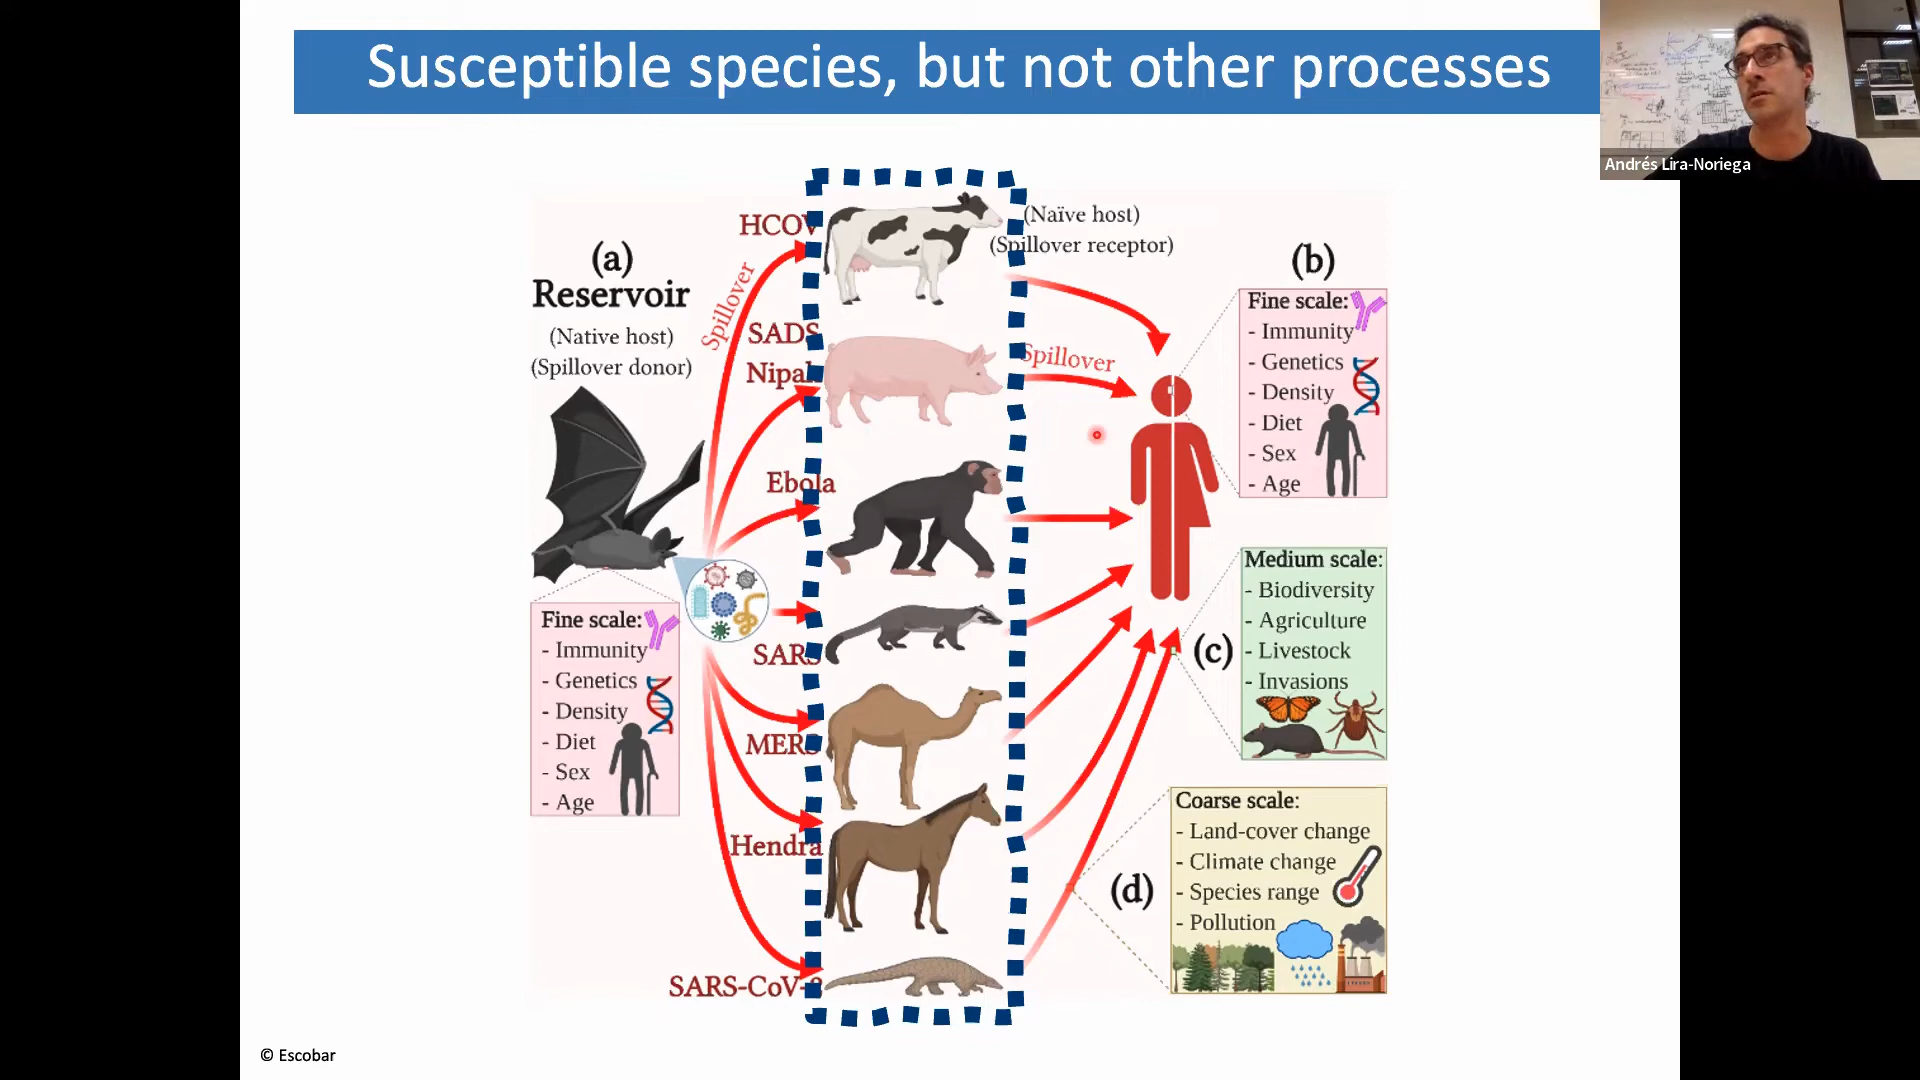 Susceptible species, but not other processes
Andrés Lira-Noriega
(a)
Reservoir
(Native host)
(Spillover donor)
Fine scale:
- Immunity
- Genetics
- Density
- Diet
- Sex
- Age
Spillover
HCOV
SADS
Nipah
Ebola
SARS
MERS
Hendra
SARS-CoV-2
(Naïve host)
(Spillover receptor)
Spillover
(b)
Fine scale:
- Immunity
- Genetics
- Density
- Diet
- Sex
- Age
(c)
Medium scale:
- Biodiversity
- Agriculture
- Livestock
- Invasions
(d)
Coarse scale:
- Land-cover change
- Climate change
- Species range
- Pollution
© Escobar